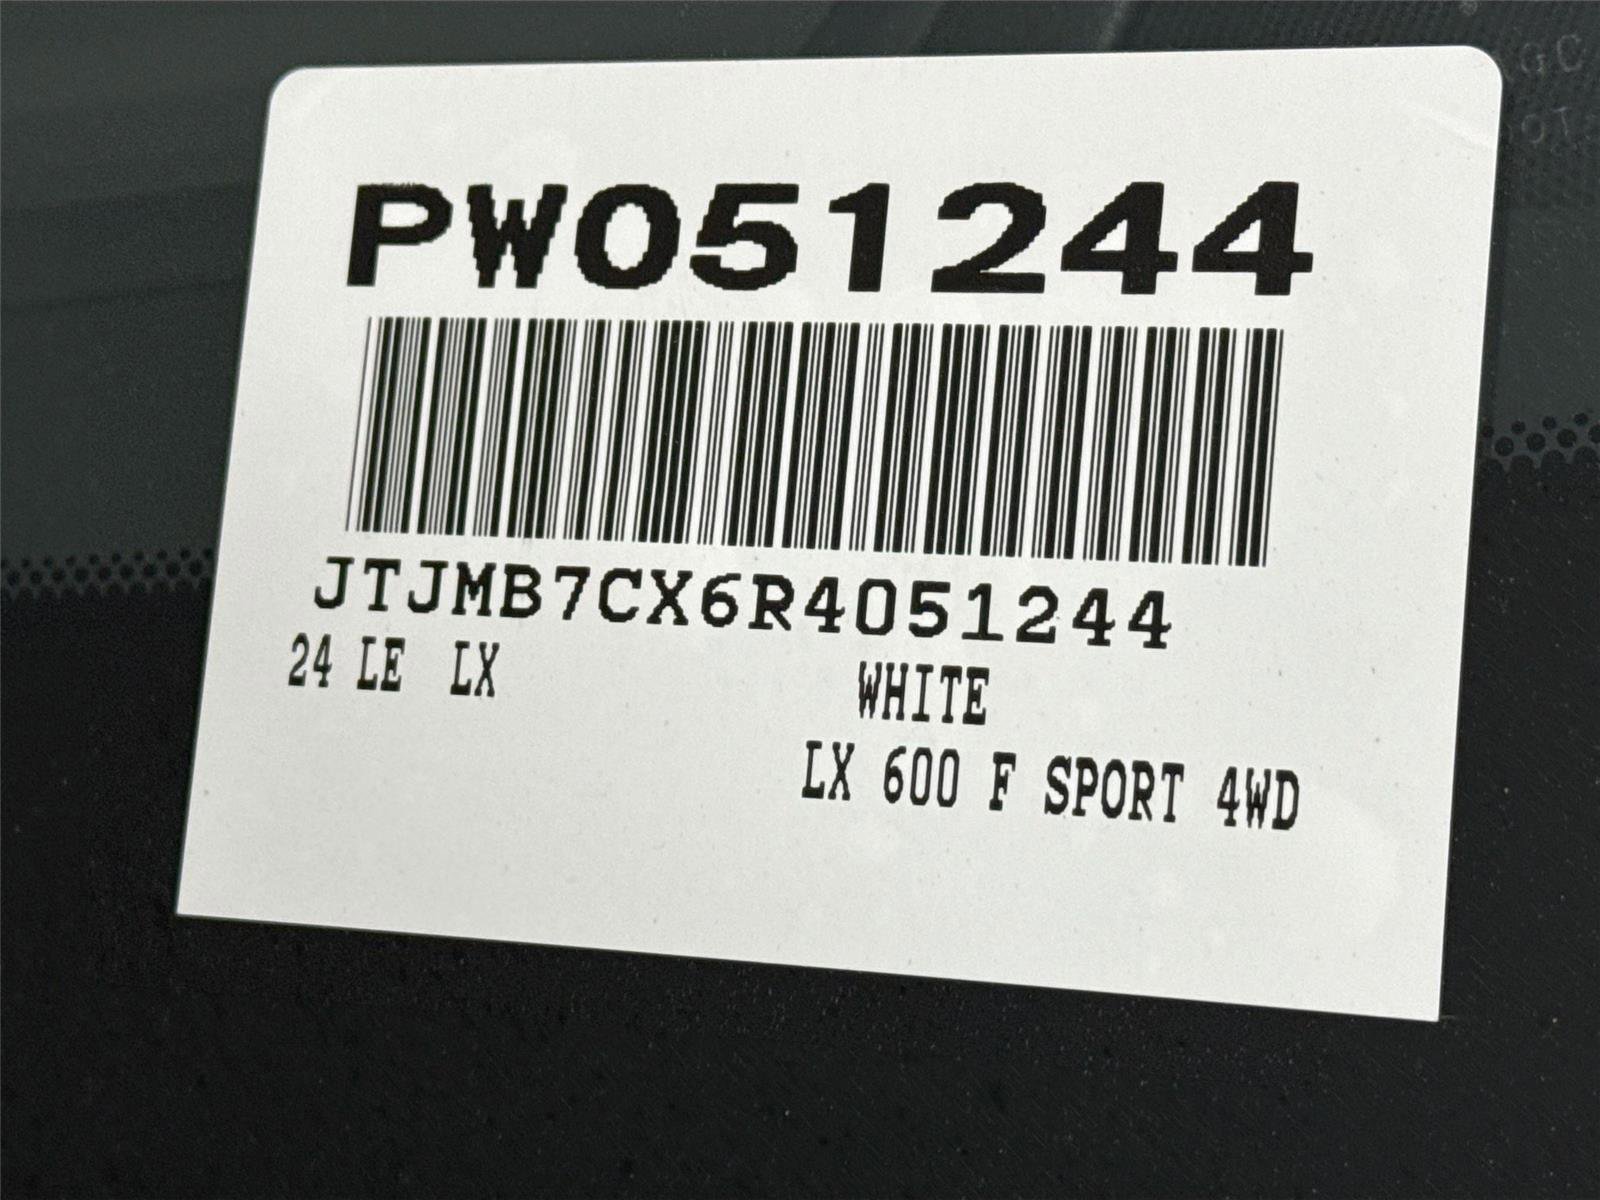 PW051244
JTJMB7CX6R4051244
24 LE LX WHITE
LX 600 F SPORT 4WD